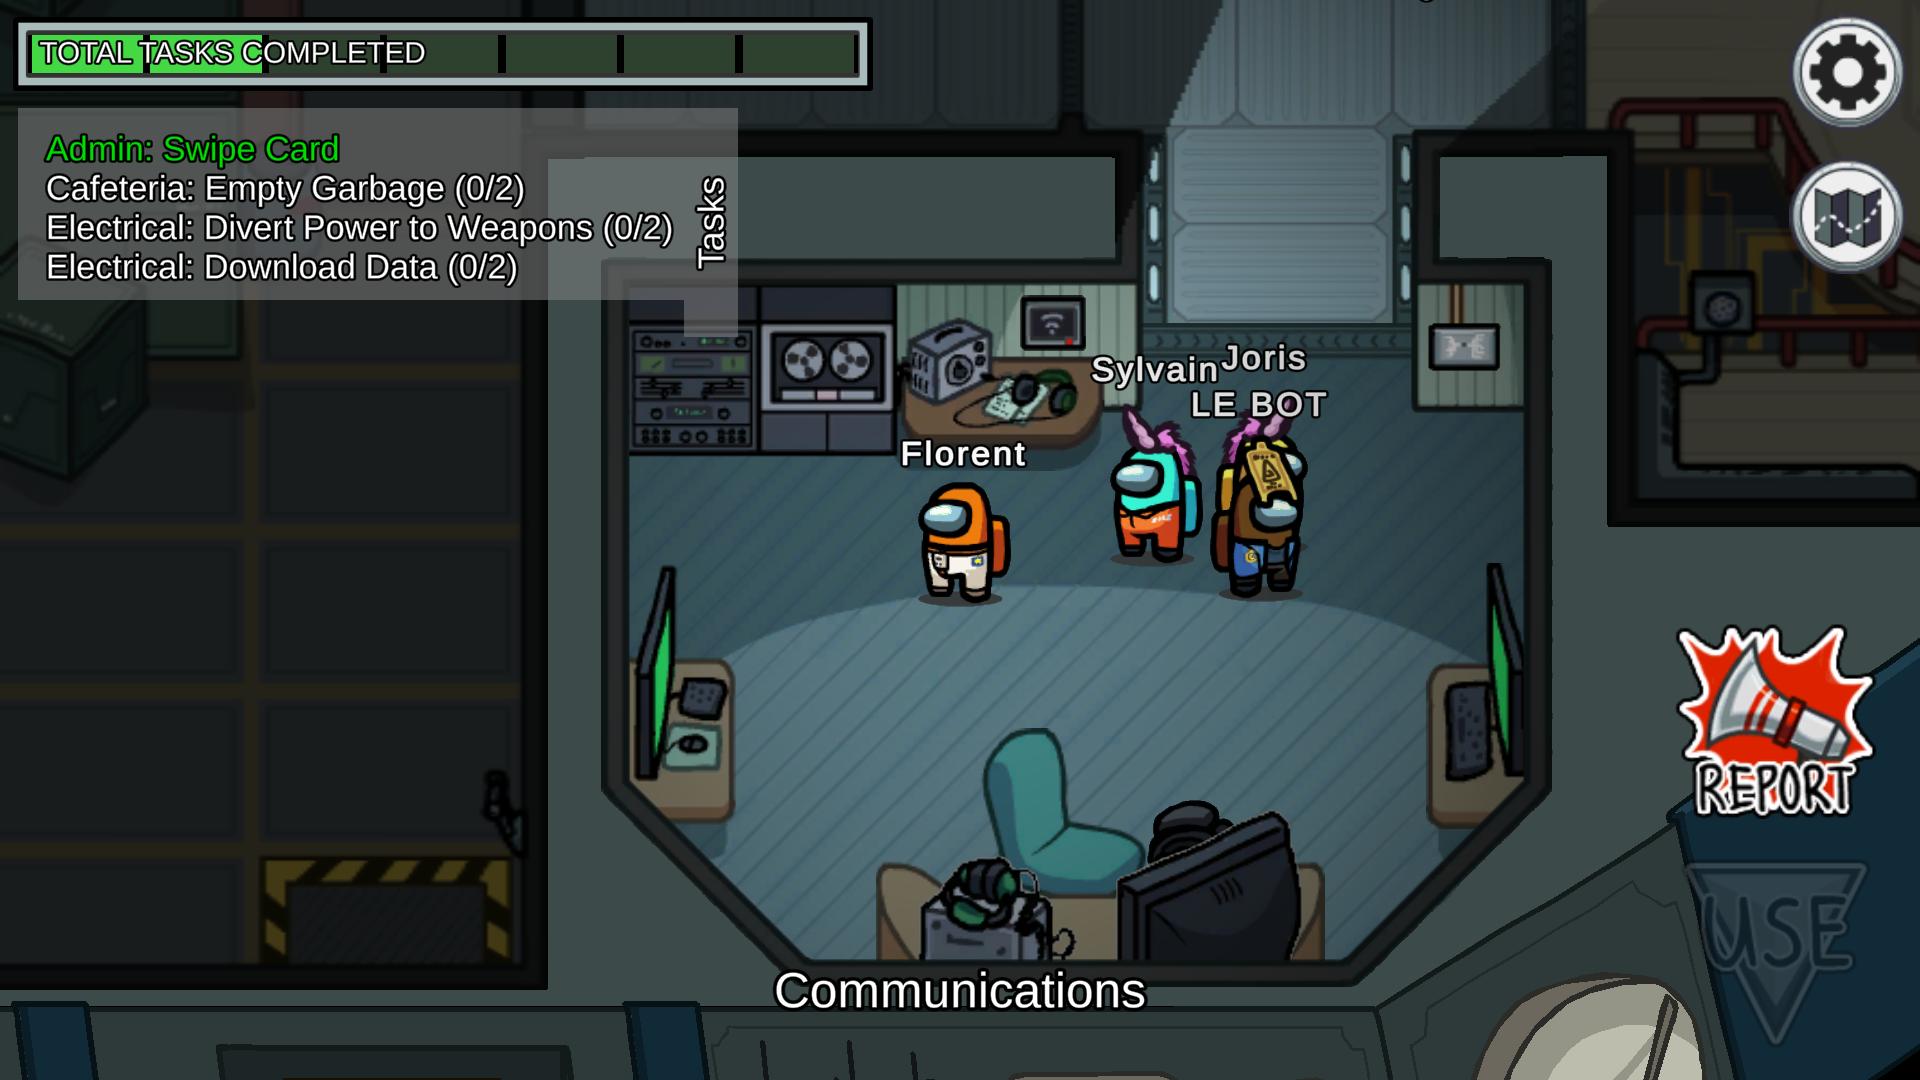 TOTAL TASKS COMPLETED
Admin: Swipe Card
Cafeteria: Empty Garbage (0/2)
Electrical: Divert Power to Weapons (0/2)
Electrical: Download Data (0/2)
Tasks
Sylvain
Joris
LE BOT
Florent
REPORT
USE
Communications